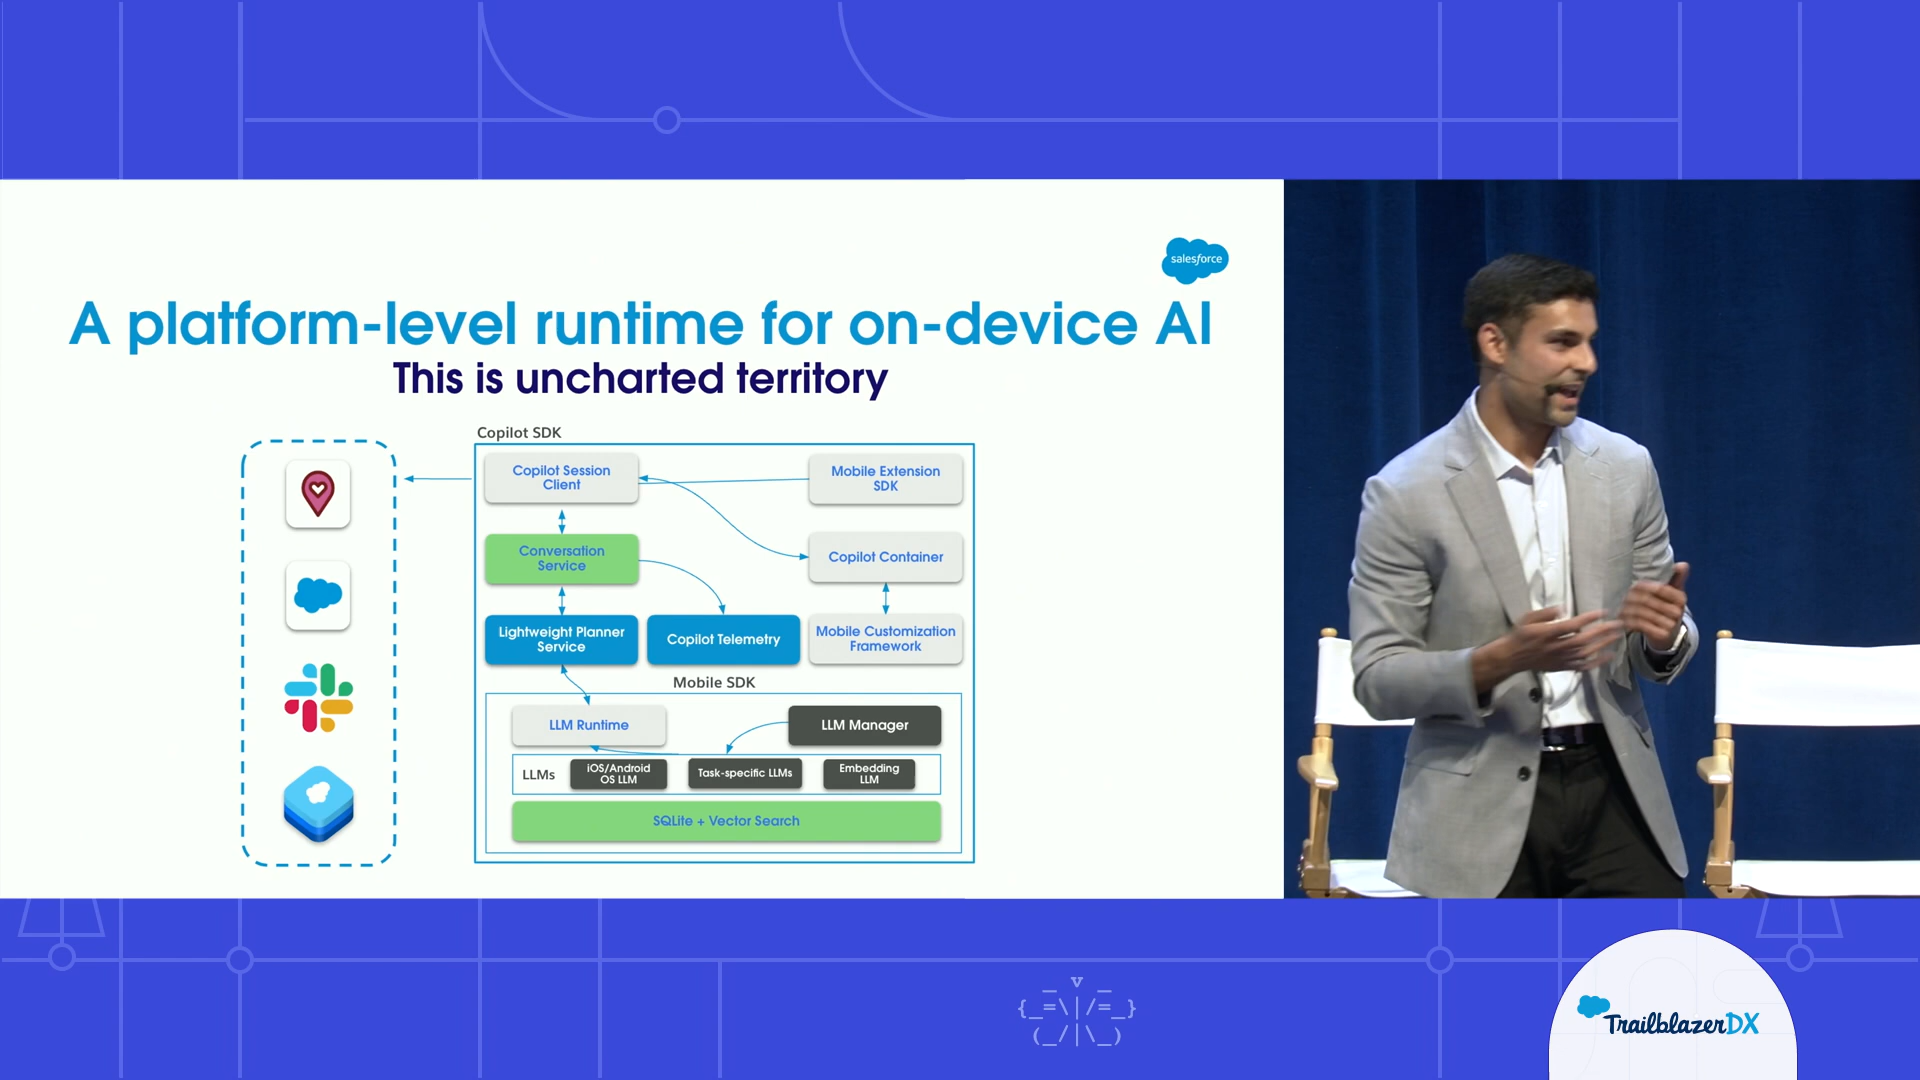 salesforce
A platform-level runtime for on-device AI
This is uncharted territory
Copilot SDK
Copilot Session
Client
Mobile Extension
SDK
Conversation
Service
Copilot Container
Lightweight Planner
Service
Copilot Telemetry
Mobile Customization
Framework
Mobile SDK
LLM Runtime
LLM Manager
LLMs
iOS/Android
OS LLM
Task-specific LLMs
Embedding
LLM
SQLite + Vector Search
_ v _
{_=\|/=_}
(_/|\_)
TrailblazerDX